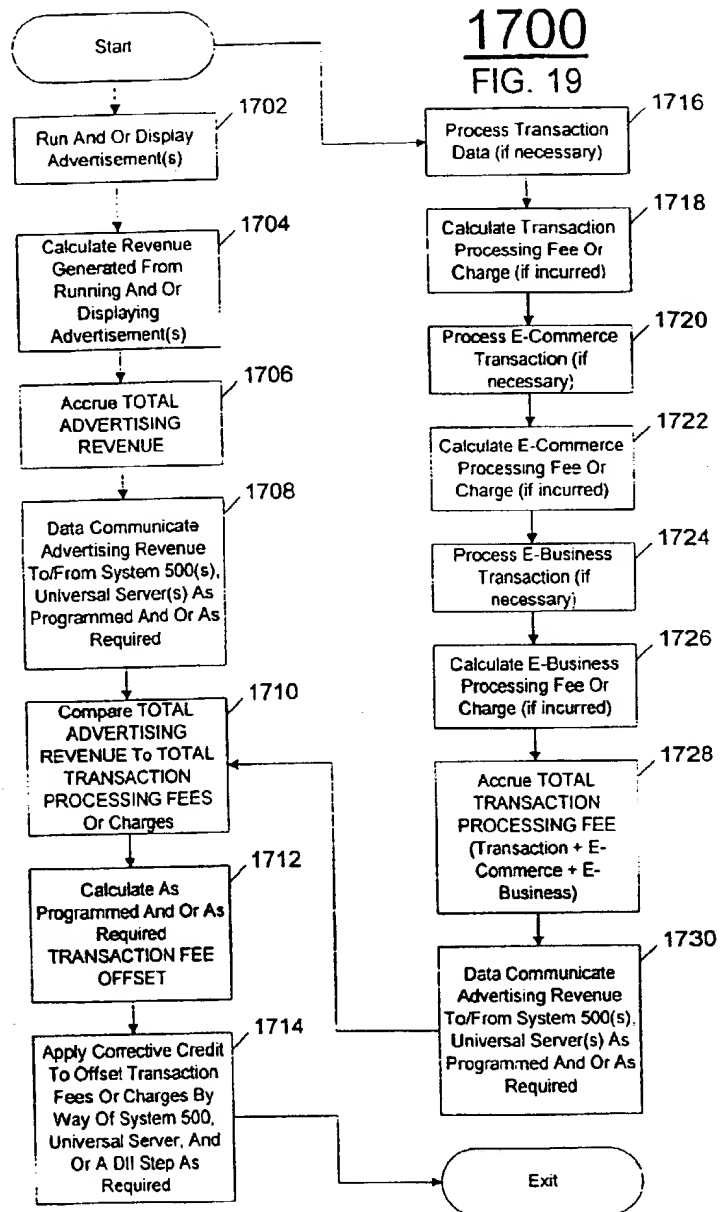 1700
FIG. 19
Start
1702
Run And Or Display
Advertisement(s)
1704
Calculate Revenue
Generated From
Running And Or
Displaying
Advertisement(s)
1706
Accrue TOTAL
ADVERTISING
REVENUE
1708
Data Communicate
Advertising Revenue
To/From System 500(s),
Universal Server(s) As
Programmed And Or As
Required
1710
Compare TOTAL
ADVERTISING
REVENUE To TOTAL
TRANSACTION
PROCESSING FEES
Or Charges
1712
Calculate As
Programmed And Or As
Required
TRANSACTION FEE
OFFSET
1714
Apply Corrective Credit
To Offset Transaction
Fees Or Charges By
Way Of System 500,
Universal Server, And
Or A DII Step As
Required
1716
Process Transaction
Data (if necessary)
1718
Calculate Transaction
Processing Fee Or
Charge (if incurred)
1720
Process E-Commerce
Transaction (if
necessary)
1722
Calculate E-Commerce
Processing Fee Or
Charge (if incurred)
1724
Process E-Business
Transaction (if
necessary)
1726
Calculate E-Business
Processing Fee Or
Charge (if incurred)
1728
Accrue TOTAL
TRANSACTION
PROCESSING FEE
(Transaction + E-
Commerce + E-
Business)
1730
Data Communicate
Advertising Revenue
To/From System 500(s),
Universal Server(s) As
Programmed And Or As
Required
Exit